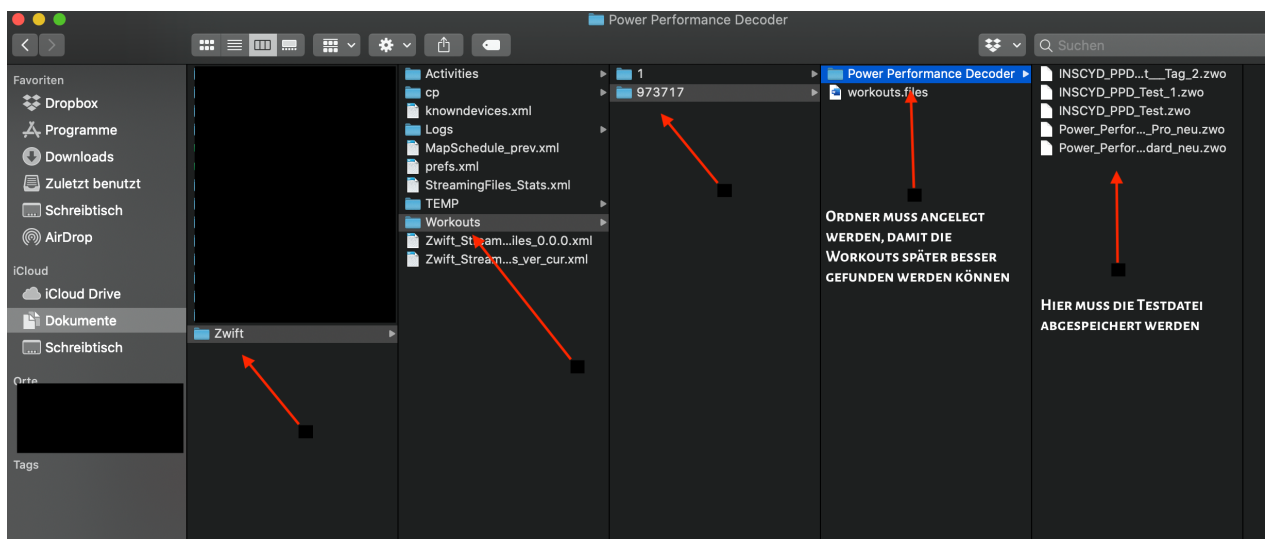 Power Performance Decoder
Suchen
Favoriten
Dropbox
Programme
Downloads
Zuletzt benutzt
Schreibtisch
AirDrop
iCloud
iCloud Drive
Dokumente
Schreibtisch
Orte
Tags
Zwift
Activities
cp
knowndevices.xml
Logs
MapSchedule_prev.xml
prefs.xml
StreamingFiles_Stats.xml
TEMP
Workouts
Zwift_Stream...iles_0.0.0.xml
Zwift_Stream...s_ver_cur.xml
1
973717
Power Performance Decoder
workouts.files
Ordner muss angelegt
werden, damit die
Workouts später besser
gefunden werden können
INSCYD_PPD...t__Tag_2.zwo
INSCYD_PPD_Test_1.zwo
INSCYD_PPD_Test.zwo
Power_Perfor..._Pro_neu.zwo
Power_Perfor...dard_neu.zwo
Hier muss die Testdatei
abgespeichert werden